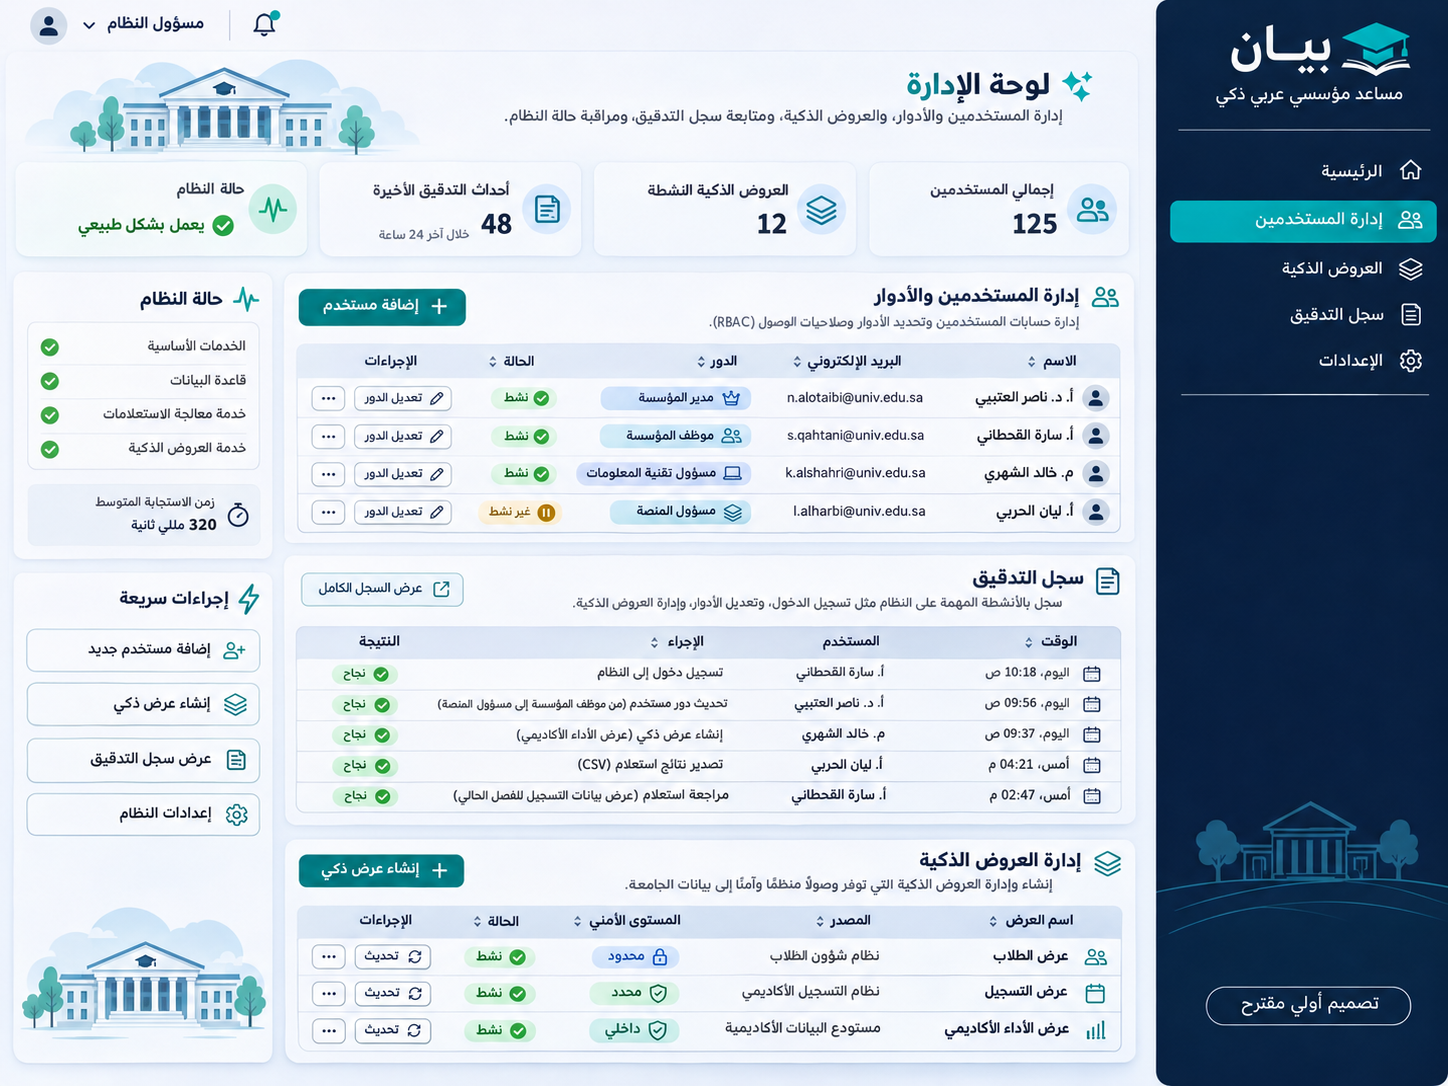 بيـان
مساعد مؤسسي عربي ذكي
الرئيسية
إدارة المستخدمين
العروض الذكية
سجل التدقيق
الإعدادات
تصميم أولي مقترح
مسؤول النظام
لوحة الإدارة
إدارة المستخدمين والأدوار، والعروض الذكية، ومتابعة سجل التدقيق، ومراقبة حالة النظام.
إجمالي المستخدمين
125
العروض الذكية النشطة
12
أحداث التدقيق الأخيرة
48 خلال آخر 24 ساعة
حالة النظام
يعمل بشكل طبيعي
إدارة المستخدمين والأدوار
إدارة حسابات المستخدمين وتحديد الأدوار وصلاحيات الوصول (RBAC).
إضافة مستخدم
الاسم البريد الإلكتروني الدور الحالة الإجراءات
أ. د. ناصر العتيبي n.alotaibi@univ.edu.sa مدير المؤسسة نشط تعديل الدور
أ. سارة القحطاني s.qahtani@univ.edu.sa موظف المؤسسة نشط تعديل الدور
م. خالد الشهري k.alshahri@univ.edu.sa مسؤول تقنية المعلومات نشط تعديل الدور
أ. ليان الحربي l.alharbi@univ.edu.sa مسؤول المنصة غير نشط تعديل الدور
سجل التدقيق
سجل بالأنشطة المهمة على النظام مثل تسجيل الدخول، وتعديل الأدوار، وإدارة العروض الذكية.
عرض السجل الكامل
الوقت المستخدم الإجراء النتيجة
اليوم، 10:18 ص أ. سارة القحطاني تسجيل دخول إلى النظام نجاح
اليوم، 09:56 ص أ. د. ناصر العتيبي تحديث دور مستخدم (من موظف المؤسسة إلى مسؤول المنصة) نجاح
اليوم، 09:37 ص م. خالد الشهري إنشاء عرض ذكي (عرض الأداء الأكاديمي) نجاح
أمس، 04:21 م أ. ليان الحربي تصدير نتائج استعلام (CSV) نجاح
أمس، 02:47 م أ. سارة القحطاني مراجعة استعلام (عرض بيانات التسجيل للفصل الحالي) نجاح
إدارة العروض الذكية
إنشاء وإدارة العروض الذكية التي توفر وصولًا منظمًا وآمنًا إلى بيانات الجامعة.
إنشاء عرض ذكي
اسم العرض المصدر المستوى الأمني الحالة الإجراءات
عرض الطلاب نظام شؤون الطلاب محدود نشط تحديث
عرض التسجيل نظام التسجيل الأكاديمي محدد نشط تحديث
عرض الأداء الأكاديمي مستودع البيانات الأكاديمية داخلي نشط تحديث
حالة النظام
الخدمات الأساسية
قاعدة البيانات
خدمة معالجة الاستعلامات
خدمة العروض الذكية
زمن الاستجابة المتوسط
320 مللي ثانية
إجراءات سريعة
إضافة مستخدم جديد
إنشاء عرض ذكي
عرض سجل التدقيق
إعدادات النظام